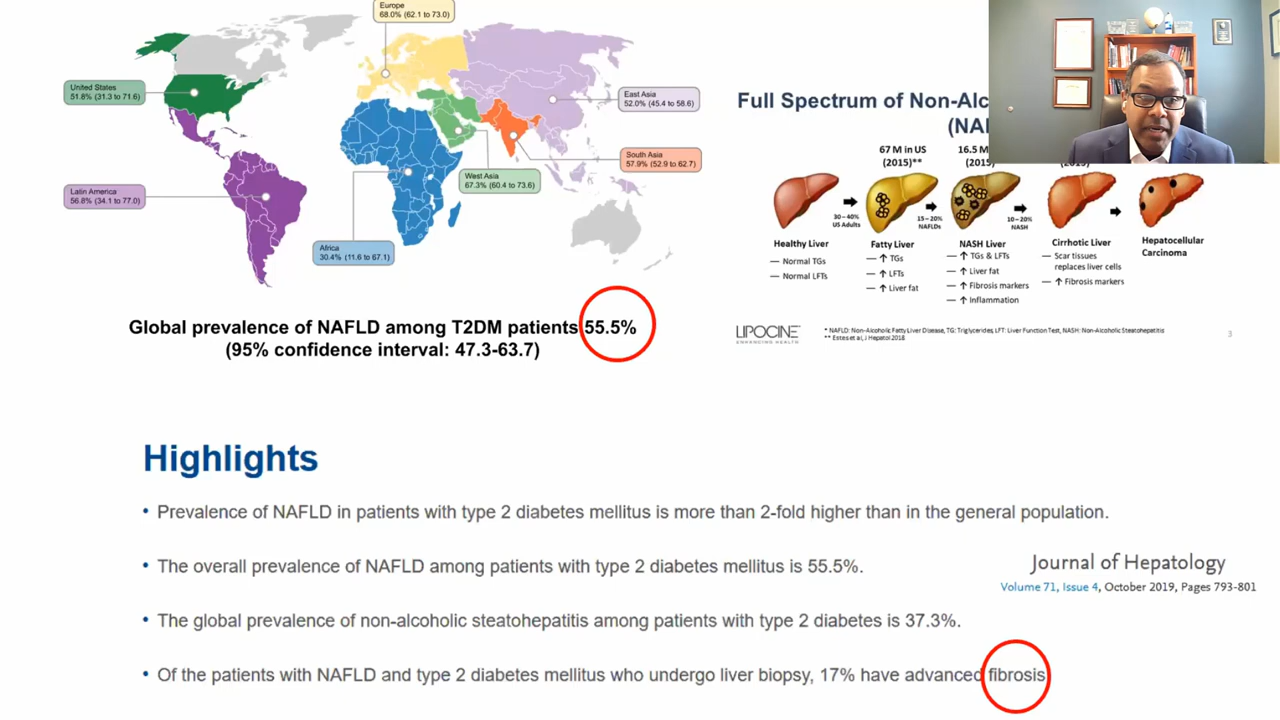 Europe
68.0% (62.1 to 73.0)
United States
51.8% (31.3 to 71.6)
East Asia
52.0% (45.4 to 58.6)
South Asia
57.9% (52.9 to 62.7)
West Asia
67.3% (60.4 to 73.6)
Latin America
56.8% (34.1 to 77.0)
Africa
30.4% (11.6 to 67.1)
Global prevalence of NAFLD among T2DM patients 55.5%
(95% confidence interval: 47.3-63.7)
Full Spectrum of Non-Alc
(NA
67 M in US
(2015)**
16.5 M
(2015)
30–40%
US Adults
15–20%
NAFLDs
10–20%
NASH
Healthy Liver
— Normal TGs
— Normal LFTs
Fatty Liver
— ↑ TGs
— ↑ LFTs
— ↑ Liver fat
NASH Liver
— ↑ TGs & LFTs
— ↑ Liver fat
— ↑ Fibrosis markers
— ↑ Inflammation
Cirrhotic Liver
— Scar tissues
replaces liver cells
— ↑ Fibrosis markers
Hepatocellular
Carcinoma
LIPOCINE
ENHANCING HEALTH
* NAFLD: Non-Alcoholic Fatty Liver Disease, TG: Triglycerides, LFT: Liver Function Test, NASH: Non-Alcoholic Steatohepatitis
** Estes et al, J Hepatol 2018
3
Highlights
• Prevalence of NAFLD in patients with type 2 diabetes mellitus is more than 2-fold higher than in the general population.
• The overall prevalence of NAFLD among patients with type 2 diabetes mellitus is 55.5%.
• The global prevalence of non-alcoholic steatohepatitis among patients with type 2 diabetes is 37.3%.
• Of the patients with NAFLD and type 2 diabetes mellitus who undergo liver biopsy, 17% have advanced fibrosis
Journal of Hepatology
Volume 71, Issue 4, October 2019, Pages 793-801